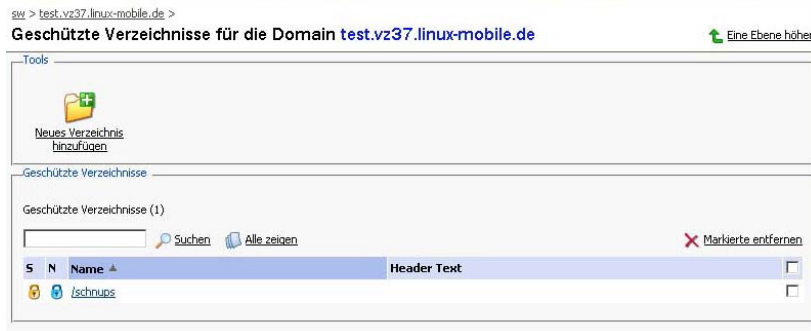 sw > test.vz37.linux-mobile.de >
Geschützte Verzeichnisse für die Domain test.vz37.linux-mobile.de
Eine Ebene höher
Tools
Neues Verzeichnis
hinzufügen
Geschützte Verzeichnisse
Geschützte Verzeichnisse (1)
Suchen Alle zeigen Markierte entfernen
S N Name Header Text
/schnups